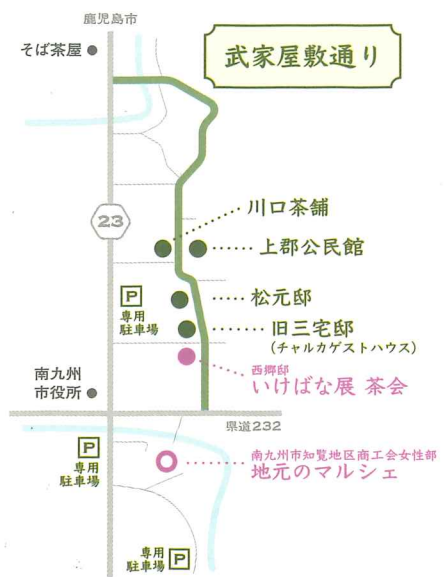 鹿児島市
そば茶屋
武家屋敷通り
川口茶舗
23
上郡公民館
P
専用
駐車場
松元邸
旧三宅邸
(チャルカゲストハウス)
西郷邸
いけばな展 茶会
南九州
市役所
県道232
P
専用
駐車場
南九州市知覧地区商工会女性部
地元のマルシェ
専用
駐車場
P